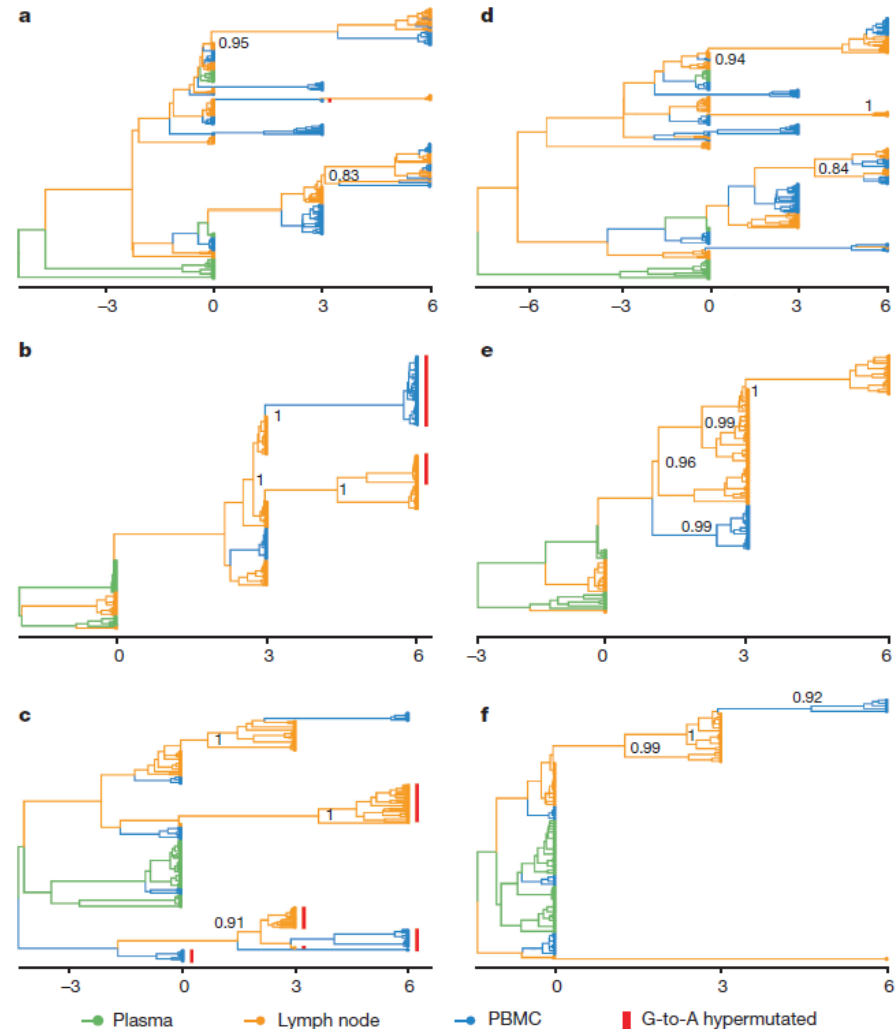 a
0.95
0.83
−3 0 3 6
d
0.94
1
0.84
−6 −3 0 3 6
b
1
1
1
0 3 6
e
1
0.99
0.96
0.99
−3 0 3 6
c
1
1
0.91
−3 0 3 6
f
0.92
1
0.99
0 3 6
Plasma Lymph node PBMC G-to-A hypermutated